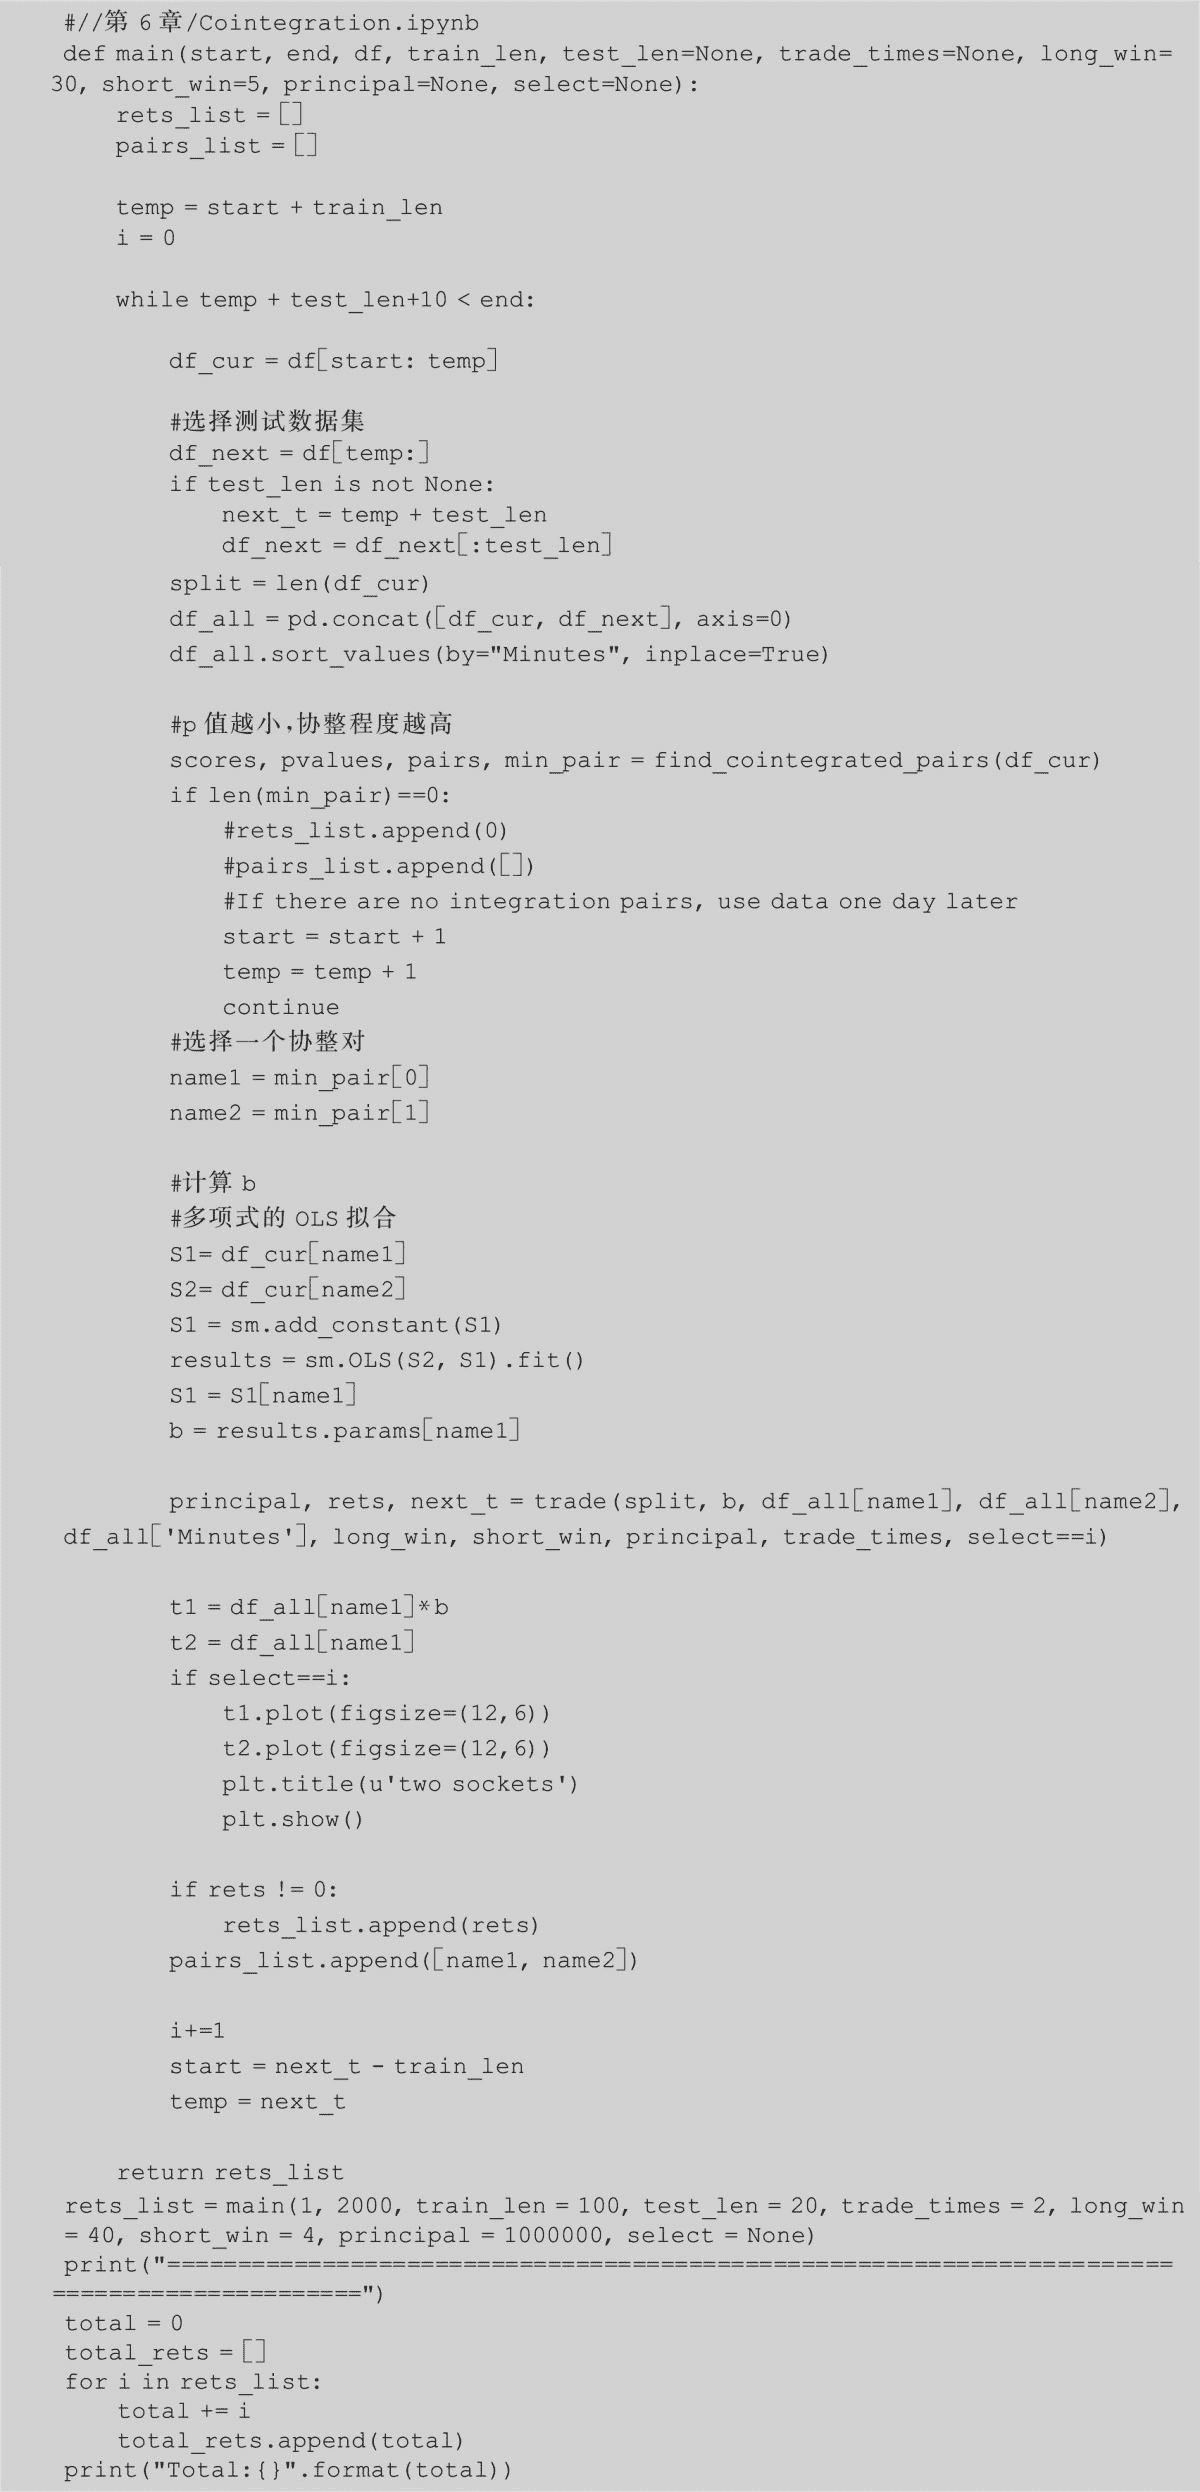 #//第 6 章/Cointegration.ipynb
def main(start, end, df, train_len, test_len=None, trade_times=None, long_win=
30, short_win=5, principal=None, select=None):
    rets_list = []
    pairs_list = []

    temp = start + train_len
    i = 0

    while temp + test_len+10 < end:

        df_cur = df[start: temp]

        #选择测试数据集
        df_next = df[temp:]
        if test_len is not None:
            next_t = temp + test_len
            df_next = df_next[:test_len]
        split = len(df_cur)
        df_all = pd.concat([df_cur, df_next], axis=0)
        df_all.sort_values(by="Minutes", inplace=True)

        #p 值越小,协整程度越高
        scores, pvalues, pairs, min_pair = find_cointegrated_pairs(df_cur)
        if len(min_pair)==0:
            #rets_list.append(0)
            #pairs_list.append([])
            #If there are no integration pairs, use data one day later
            start = start + 1
            temp = temp + 1
            continue
        #选择一个协整对
        name1 = min_pair[0]
        name2 = min_pair[1]

        #计算 b
        #多项式的 OLS 拟合
        S1= df_cur[name1]
        S2= df_cur[name2]
        S1 = sm.add_constant(S1)
        results = sm.OLS(S2, S1).fit()
        S1 = S1[name1]
        b = results.params[name1]

        principal, rets, next_t = trade(split, b, df_all[name1], df_all[name2],
df_all['Minutes'], long_win, short_win, principal, trade_times, select==i)

        t1 = df_all[name1]*b
        t2 = df_all[name1]
        if select==i:
            t1.plot(figsize=(12,6))
            t2.plot(figsize=(12,6))
            plt.title(u'two sockets')
            plt.show()

        if rets != 0:
            rets_list.append(rets)
        pairs_list.append([name1, name2])

        i+=1
        start = next_t - train_len
        temp = next_t

    return rets_list
rets_list = main(1, 2000, train_len = 100, test_len = 20, trade_times = 2, long_win
= 40, short_win = 4, principal = 1000000, select = None)
print("========================================================================
======================")
total = 0
total_rets = []
for i in rets_list:
    total += i
    total_rets.append(total)
print("Total:{}".format(total))